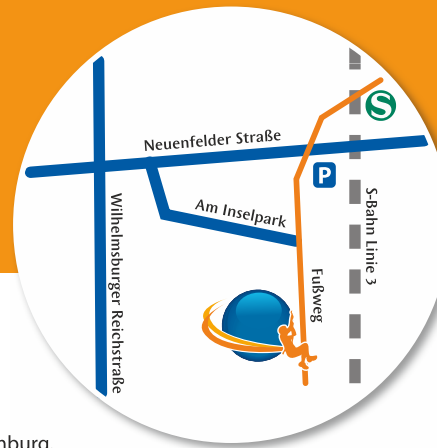 Neuenfelder Straße
S
P
Am Inselpark
Wilhelmsburger Reichstraße
Fußweg
S-Bahn Linie 3